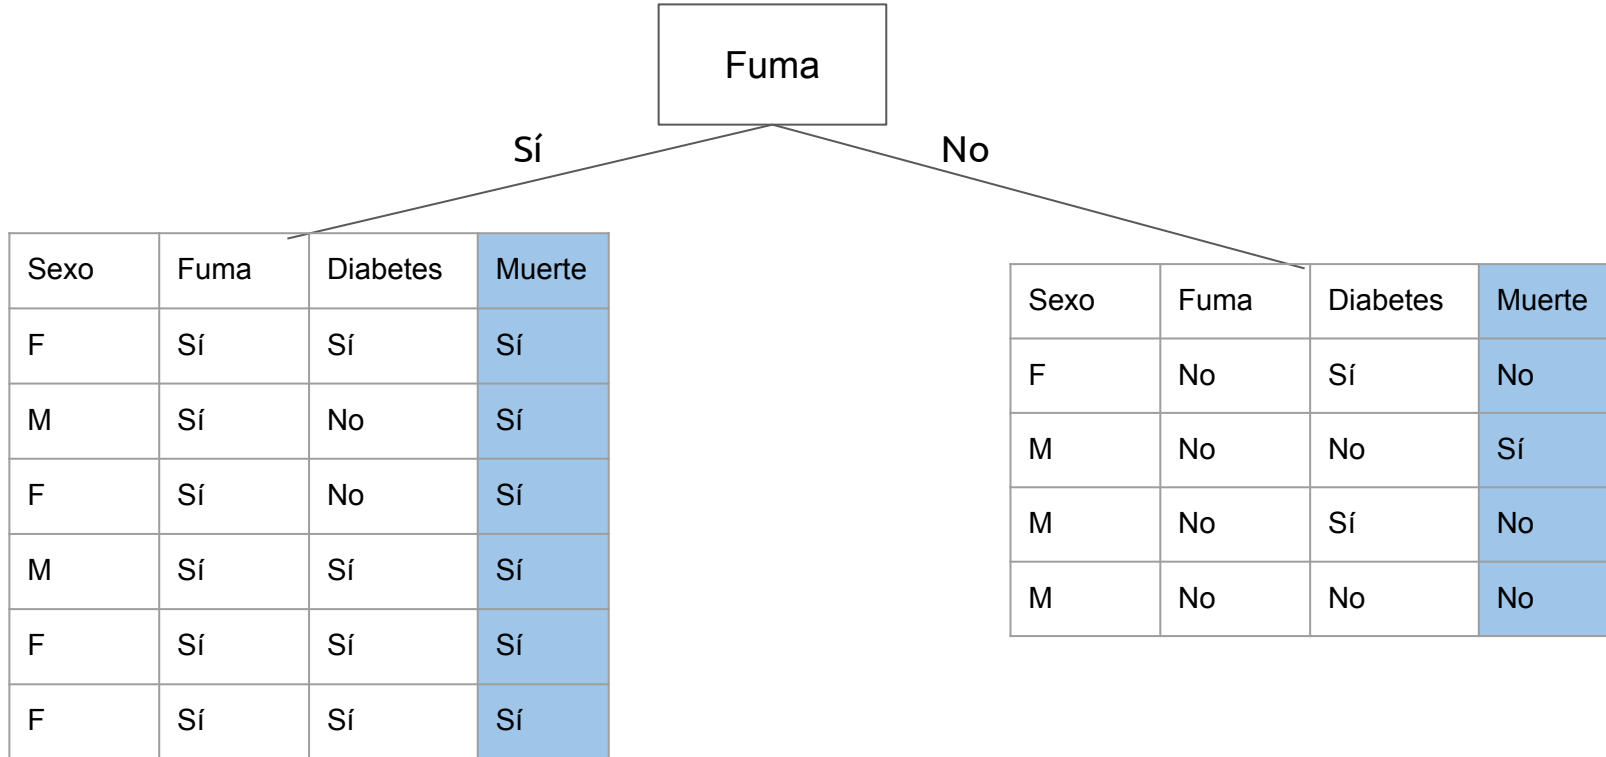 Fuma
Sí
No
Sexo Fuma Diabetes Muerte
F Sí Sí Sí
M Sí No Sí
F Sí No Sí
M Sí Sí Sí
F Sí Sí Sí
F Sí Sí Sí
Sexo Fuma Diabetes Muerte
F No Sí No
M No No Sí
M No Sí No
M No No No